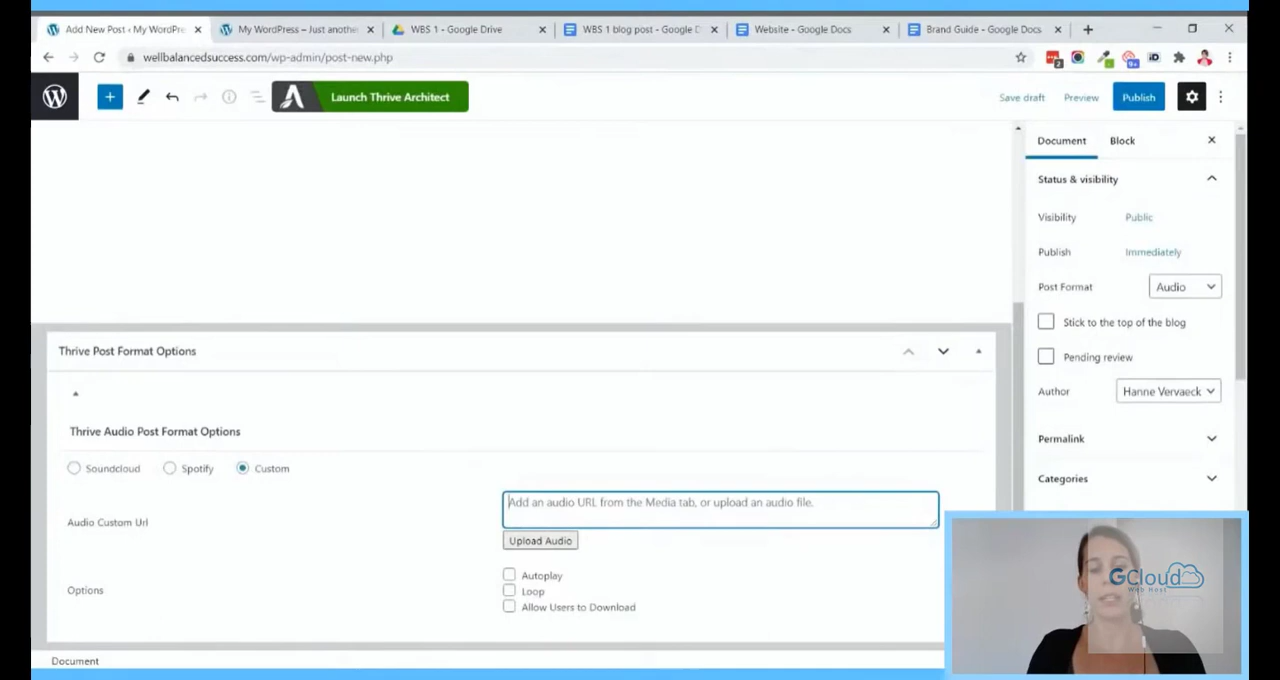 Add New Post ‹ My WordPre
My WordPress – Just anothe
WBS 1 - Google Drive
WBS 1 blog post - Google D
Website - Google Docs
Brand Guide - Google Docs
wellbalancedsuccess.com/wp-admin/post-new.php
Launch Thrive Architect
Save draft
Preview
Publish
Document
Block
Status & visibility
Visibility
Public
Publish
Immediately
Post Format
Audio
Stick to the top of the blog
Pending review
Author
Hanne Vervaeck
Permalink
Categories
Thrive Post Format Options
Thrive Audio Post Format Options
Soundcloud
Spotify
Custom
Audio Custom Url
Add an audio URL from the Media tab, or upload an audio file.
Upload Audio
Options
Autoplay
Loop
Allow Users to Download
Document
GCloud
Web Host